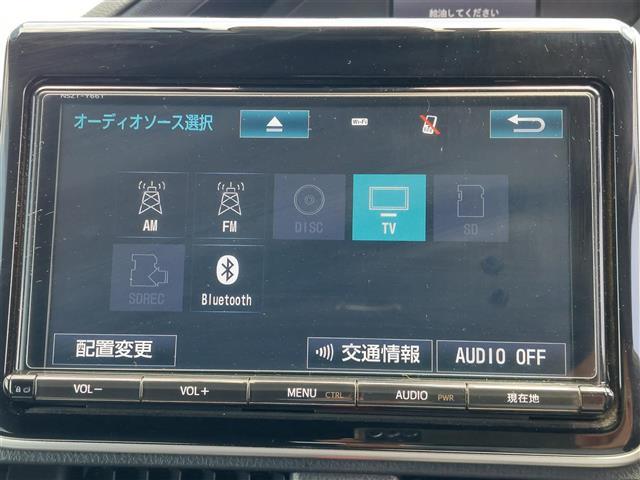 給油してください
NSZT-Y66T
オーディオソース選択
Wi-Fi
AM
FM
DISC
TV
SD
SDREC
Bluetooth
配置変更
交通情報
AUDIO OFF
VOL−
VOL+
MENU CTRL
AUDIO PWR
現在地